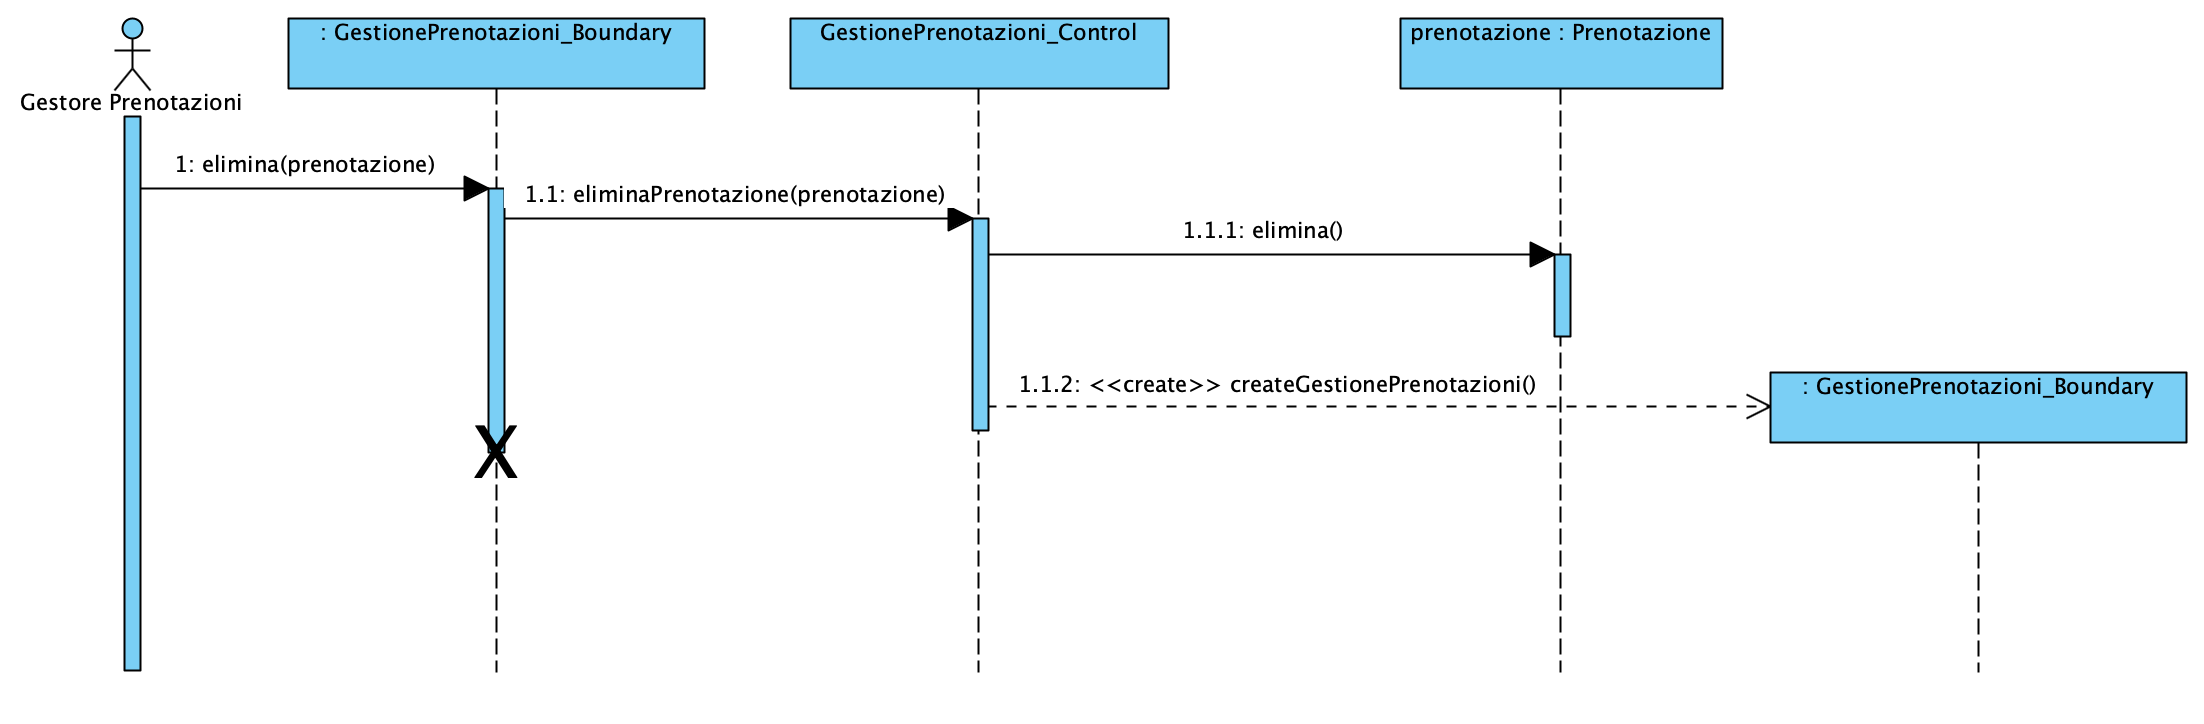 : GestionePrenotazioni_Boundary
GestionePrenotazioni_Control
prenotazione : Prenotazione
Gestore Prenotazioni
1: elimina(prenotazione)
1.1: eliminaPrenotazione(prenotazione)
1.1.1: elimina()
1.1.2: <<create>> createGestionePrenotazioni()
: GestionePrenotazioni_Boundary